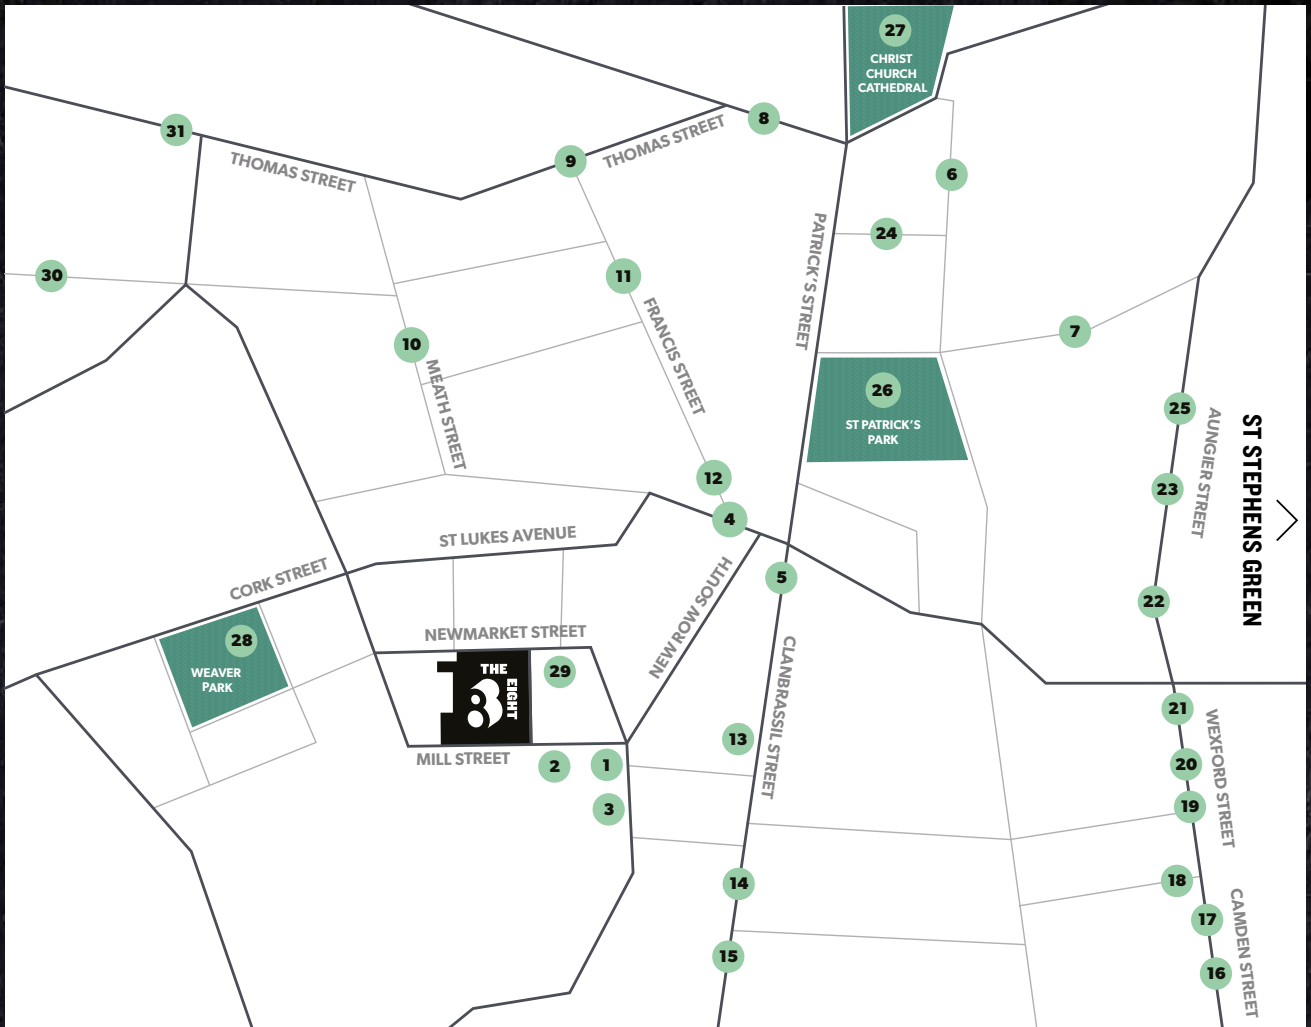 27
CHRIST
CHURCH
CATHEDRAL
8
31
THOMAS STREET
9
THOMAS STREET
6
24
PATRICK'S STREET
30
11
FRANCIS STREET
10
MEATH STREET
7
26
ST PATRICK'S
PARK
25
AUNGIER STREET
23
ST STEPHENS GREEN
12
4
ST LUKES AVENUE
5
22
CORK STREET
NEW ROW SOUTH
28
WEAVER
PARK
NEWMARKET STREET
THE
EIGHT
8
29
CLANBRASSIL STREET
13
21
WEXFORD STREET
MILL STREET
2
1
20
3
19
14
18
17
CAMDEN STREET
15
16